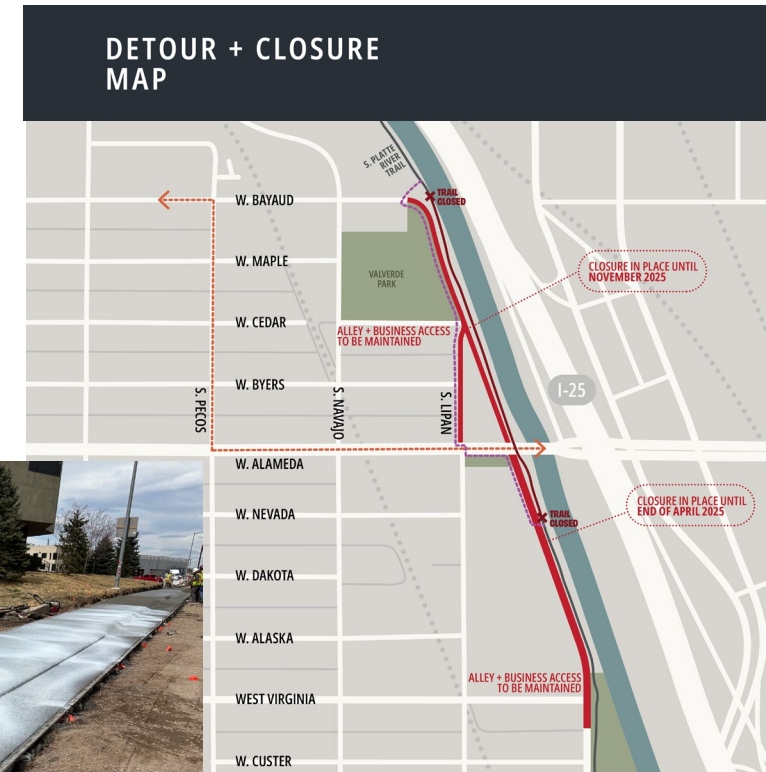 DETOUR + CLOSURE
MAP
S. PLATTE
RIVER
TRAIL
TRAIL
CLOSED
W. BAYAUD
W. MAPLE
VALVERDE
PARK
CLOSURE IN PLACE UNTIL
NOVEMBER 2025
W. CEDAR
ALLEY + BUSINESS ACCESS
TO BE MAINTAINED
W. BYERS
S. PECOS
S. NAVAJO
S. LIPAN
I-25
W. ALAMEDA
CLOSURE IN PLACE UNTIL
END OF APRIL 2025
W. NEVADA
TRAIL
CLOSED
W. DAKOTA
W. ALASKA
ALLEY + BUSINESS ACCESS
TO BE MAINTAINED
WEST VIRGINIA
W. CUSTER